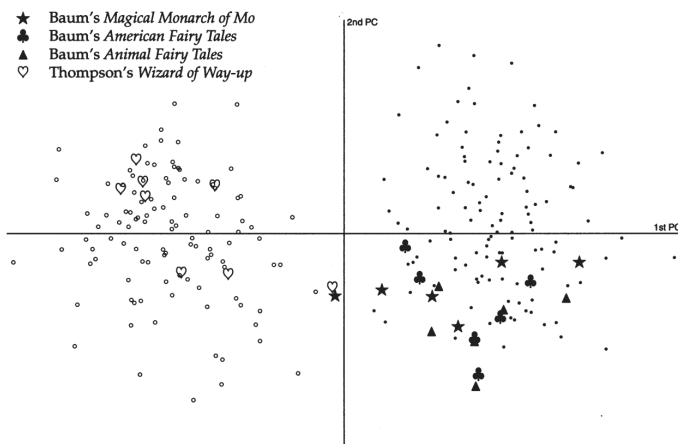 Baum's Magical Monarch of Mo
Baum's American Fairy Tales
Baum's Animal Fairy Tales
Thompson's Wizard of Way-up
2nd PC
1st PC